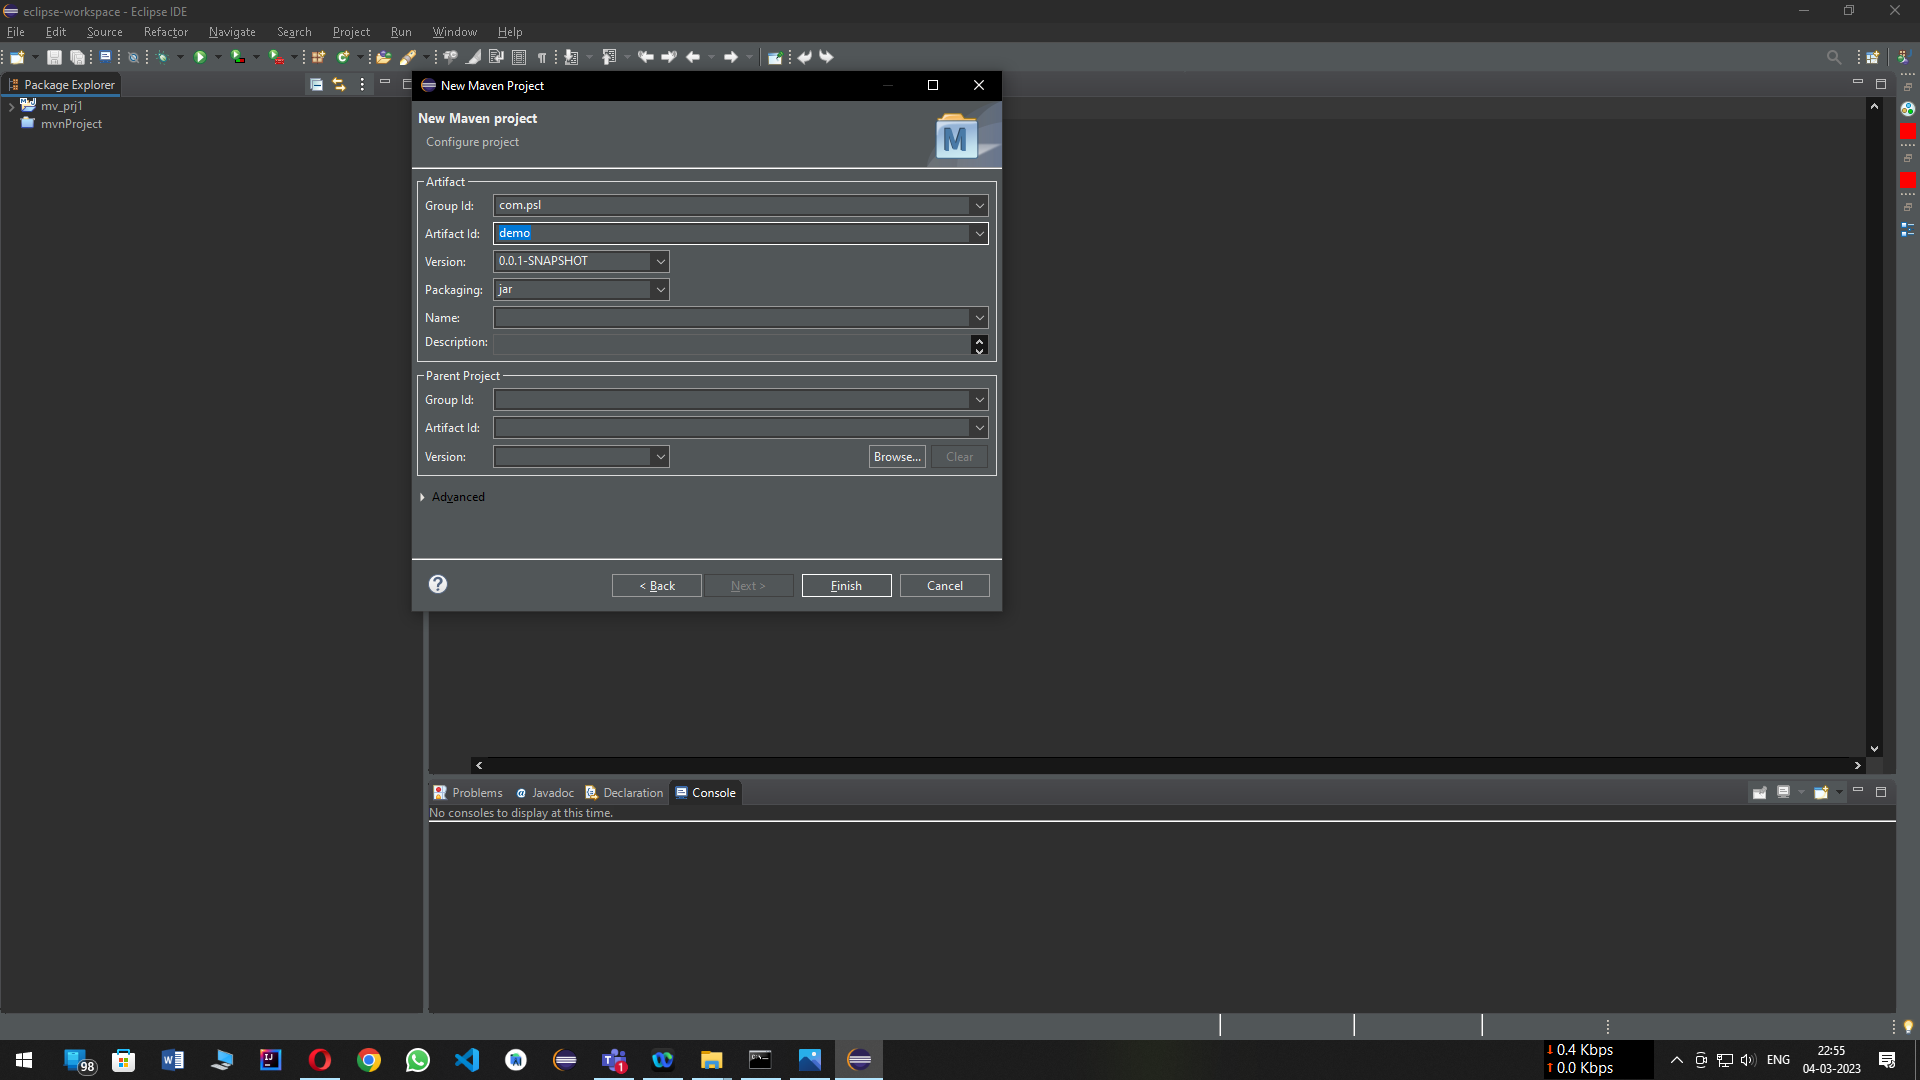 eclipse-workspace - Eclipse IDE
File Edit Source Refactor Navigate Search Project Run Window Help
Package Explorer
mv_prj1
mvnProject
New Maven Project
New Maven project
Configure project
M
Artifact
Group Id: com.psl
Artifact Id: demo
Version: 0.0.1-SNAPSHOT
Packaging: jar
Name:
Description:
Parent Project
Group Id:
Artifact Id:
Version: Browse... Clear
Advanced
? < Back Next > Finish Cancel
Problems @ Javadoc Declaration Console
No consoles to display at this time.
98 1 0.4 Kbps
0.0 Kbps
ENG
22:55
04-03-2023